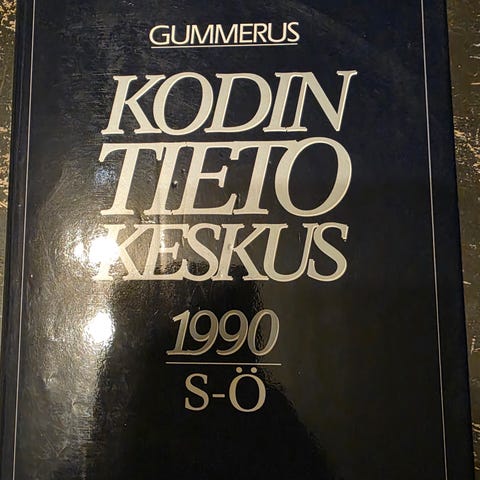 GUMMERUS
KODIN
TIETO
KESKUS
1990
S-Ö